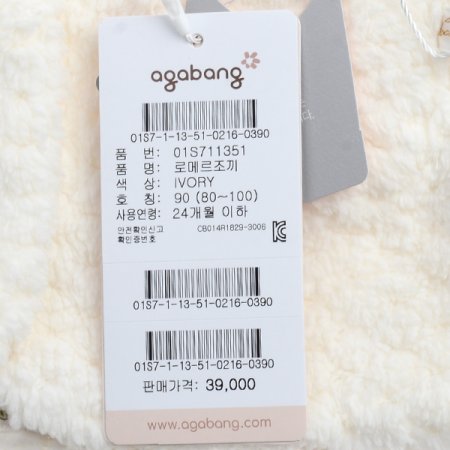 agabang
01S7-1-13-51-0216-0390
품 번: 01S711351
품 명: 로메르조끼
색 상: IVORY
호 칭: 90 (80~100)
사용연령: 24개월 이하
안전확인신고
확인증번호 CB014R1829-3006
01S7-1-13-51-0216-0390
01S7-1-13-51-0216-0390
판매가격: 39,000
www.agabang.com